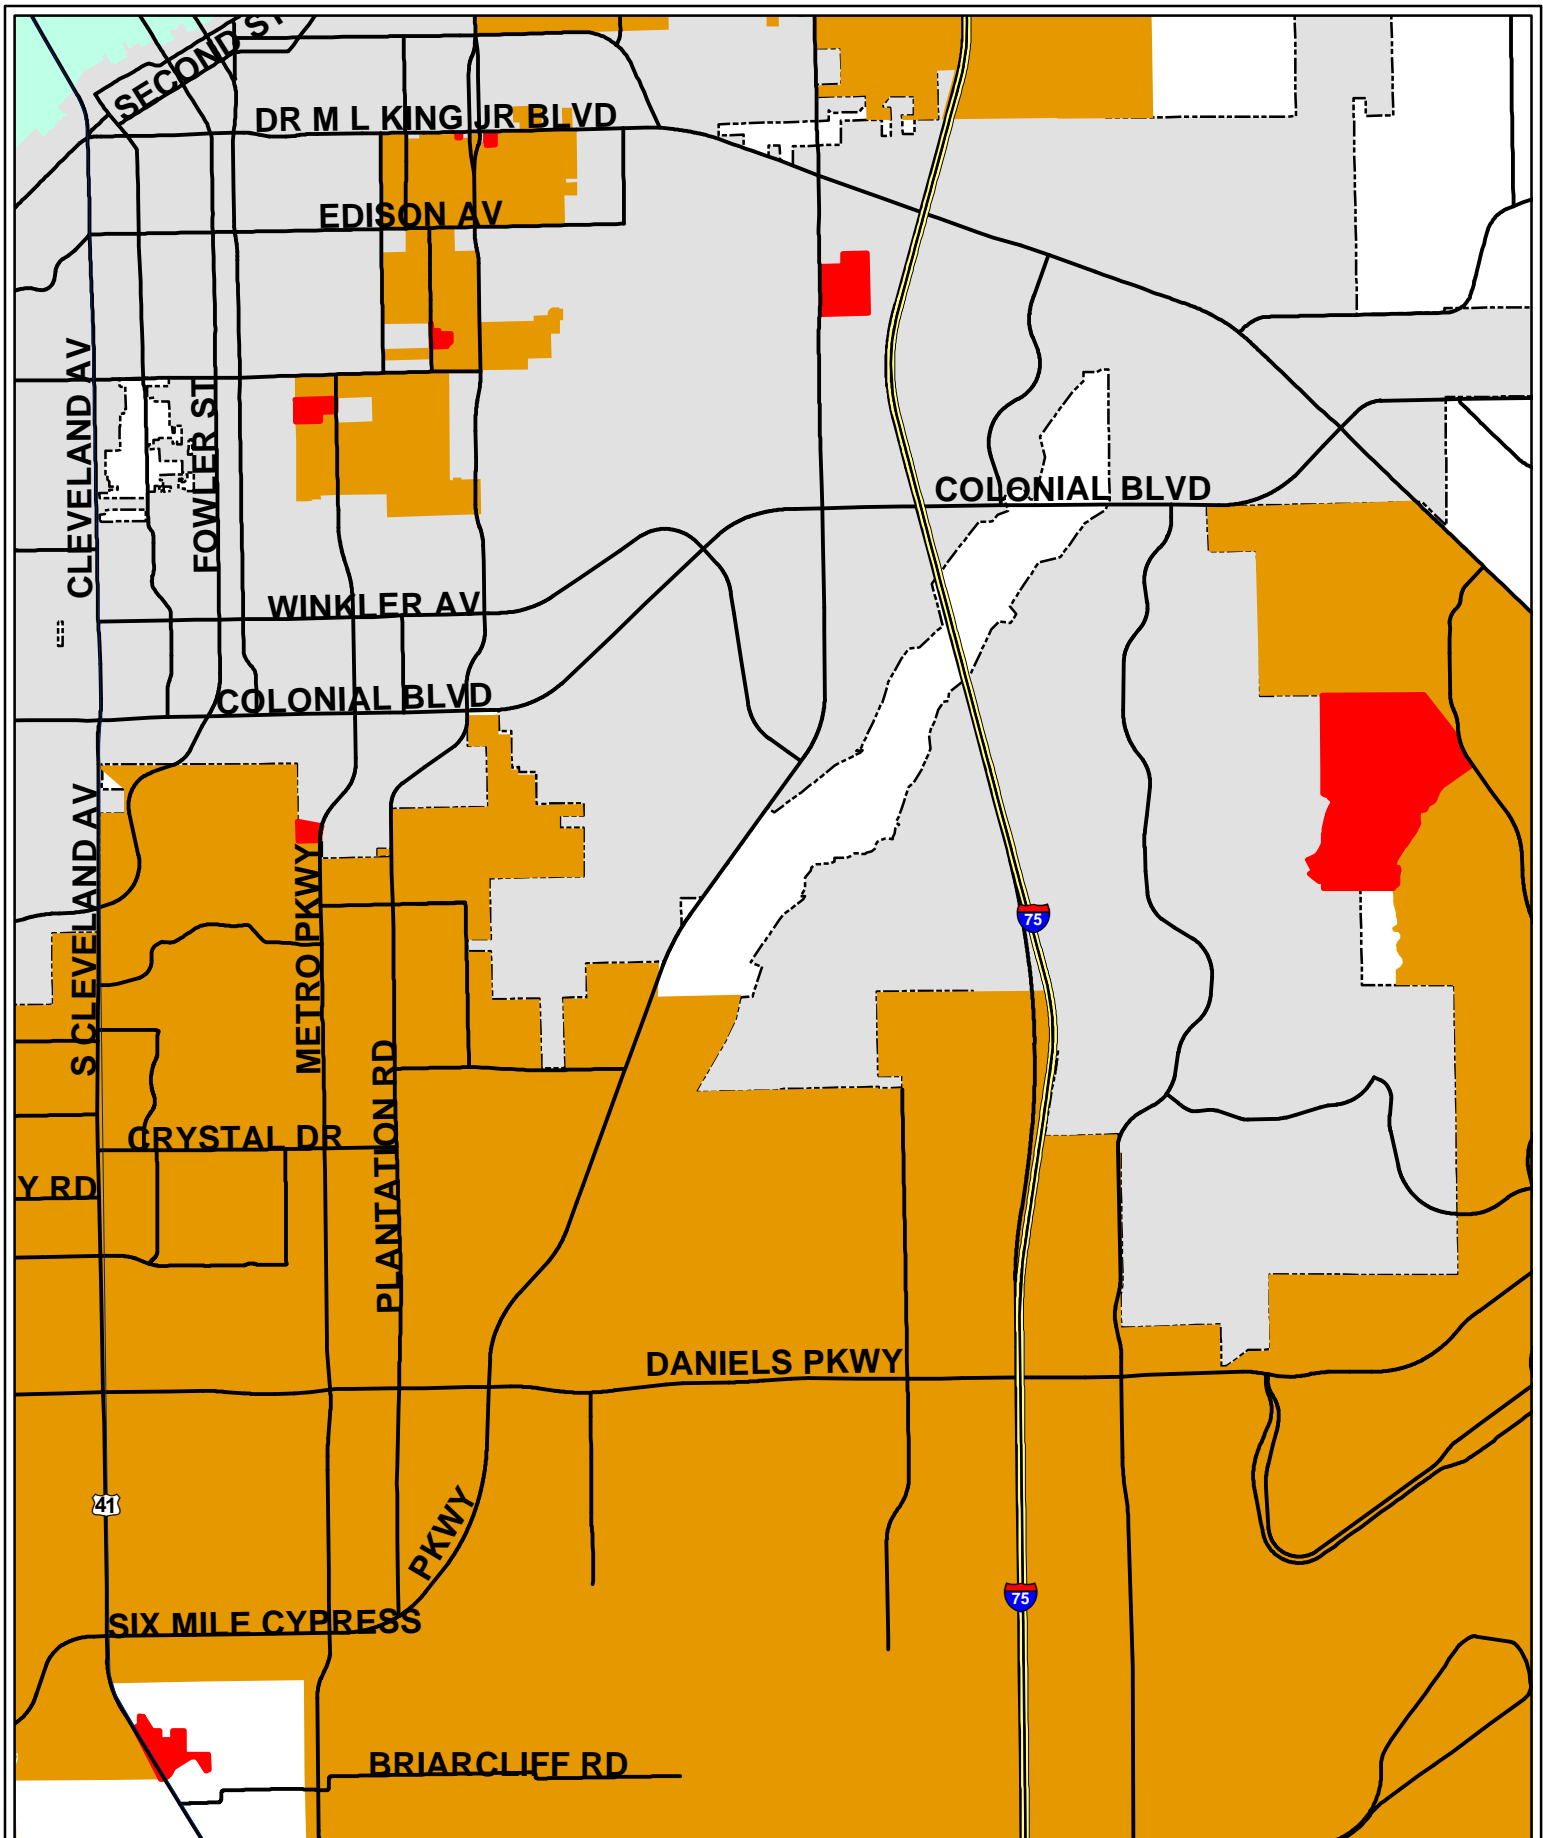 SECOND ST
DR M L KING JR BLVD
EDISON AV
CLEVELAND AV
FOWLER ST
COLONIAL BLVD
WINKLER AV
COLONIAL BLVD
S CLEVELAND AV
METRO PKWY
75
PLANTATION RD
CRYSTAL DR
Y RD
DANIELS PKWY
41
PKWY
75
SIX MILE CYPRESS
BRIARCLIFF RD